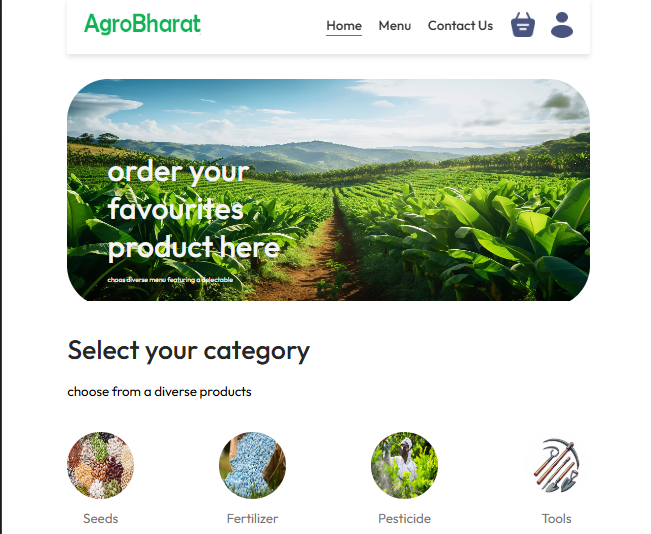 AgroBharat
Home Menu Contact Us
order your
favourites
product here
choos diverse menu featuring a delectable
Select your category
choose from a diverse products
Seeds Fertilizer Pesticide Tools